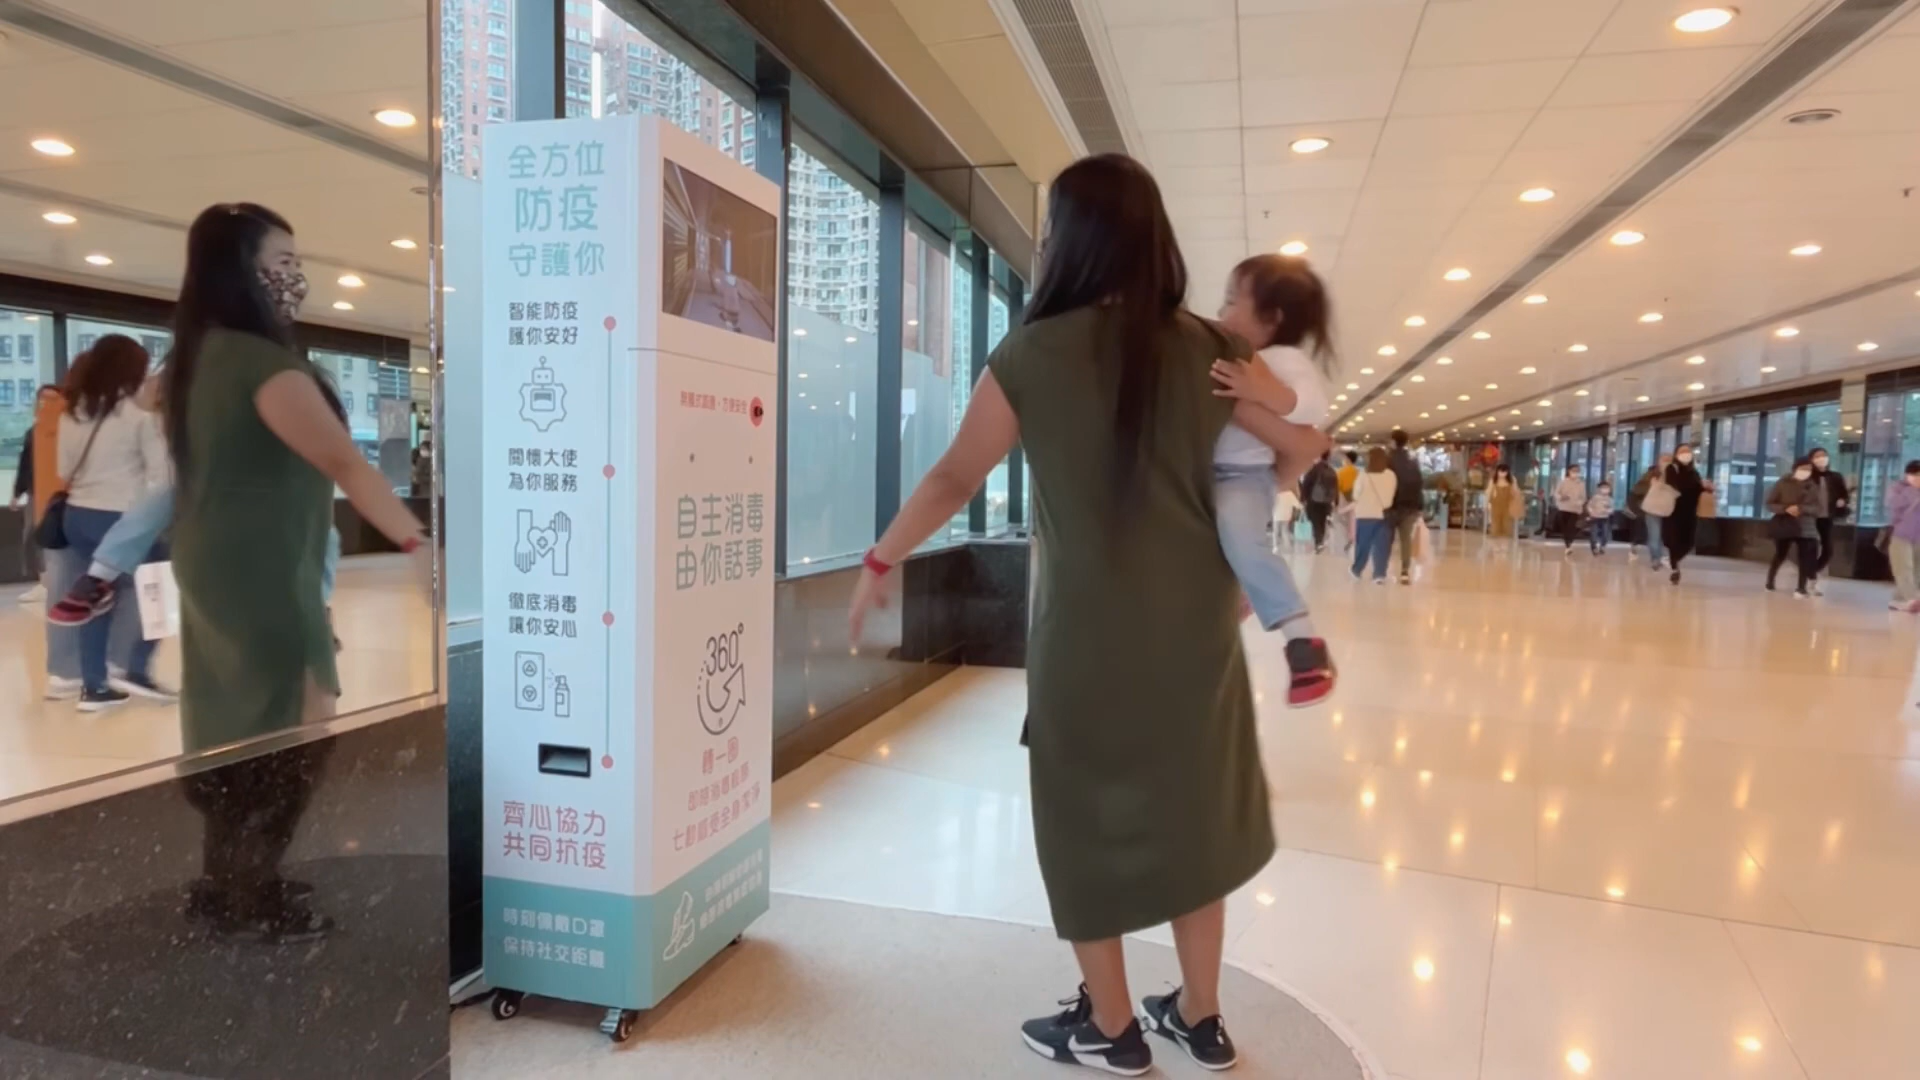 全方位
防疫
守護你
智能防疫
護你安好
關懷大使
為你服務
徹底消毒
讓你安心
齊心協力
共同抗疫
時刻佩戴口罩
保持社交距離
自主消毒
由你話事
360°
轉一圈